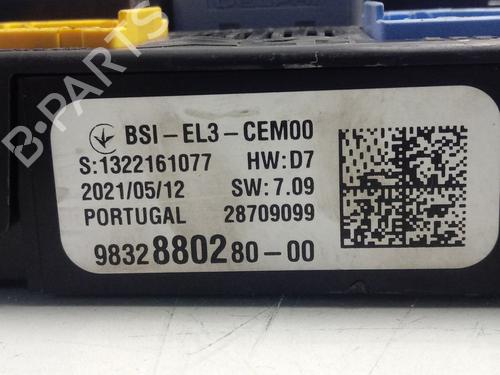 BSI-EL3-CEM00
S:1322161077 HW:D7
2021/05/12 SW:7.09
PORTUGAL 28709099
9832880280-00
B-PARTS